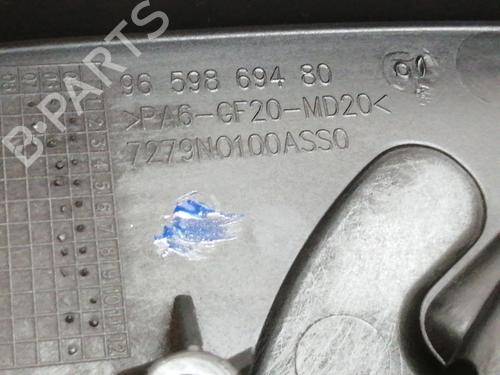 B-PARTS
96 598 694 80
>PA6-GF20-MD20<
7279N0100ASS0